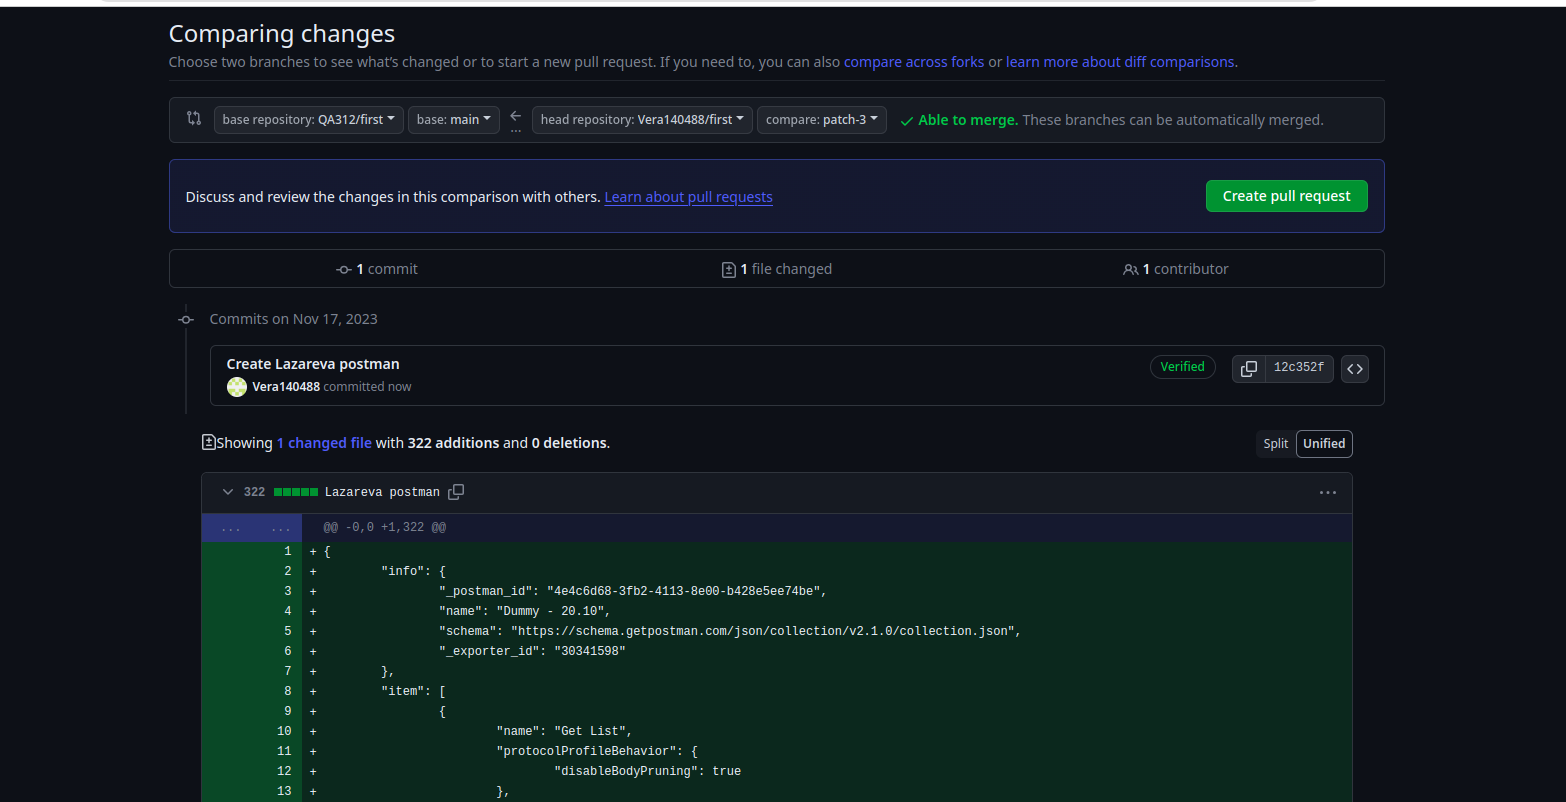 Comparing changes
Choose two branches to see what's changed or to start a new pull request. If you need to, you can also compare across forks or learn more about diff comparisons.
base repository: QA312/first base: main ... head repository: Vera140488/first compare: patch-3 Able to merge. These branches can be automatically merged.
Discuss and review the changes in this comparison with others. Learn about pull requests Create pull request
1 commit 1 file changed 1 contributor
Commits on Nov 17, 2023
Create Lazareva postman
Vera140488 committed now
Verified 12c352f
Showing 1 changed file with 322 additions and 0 deletions. Split Unified
322 Lazareva postman
... ... @@ -0,0 +1,322 @@
1 + {
2 + "info": {
3 + "_postman_id": "4e4c6d68-3fb2-4113-8e00-b428e5ee74be",
4 + "name": "Dummy - 20.10",
5 + "schema": "https://schema.getpostman.com/json/collection/v2.1.0/collection.json",
6 + "_exporter_id": "30341598"
7 + },
8 + "item": [
9 + {
10 + "name": "Get List",
11 + "protocolProfileBehavior": {
12 + "disableBodyPruning": true
13 + },